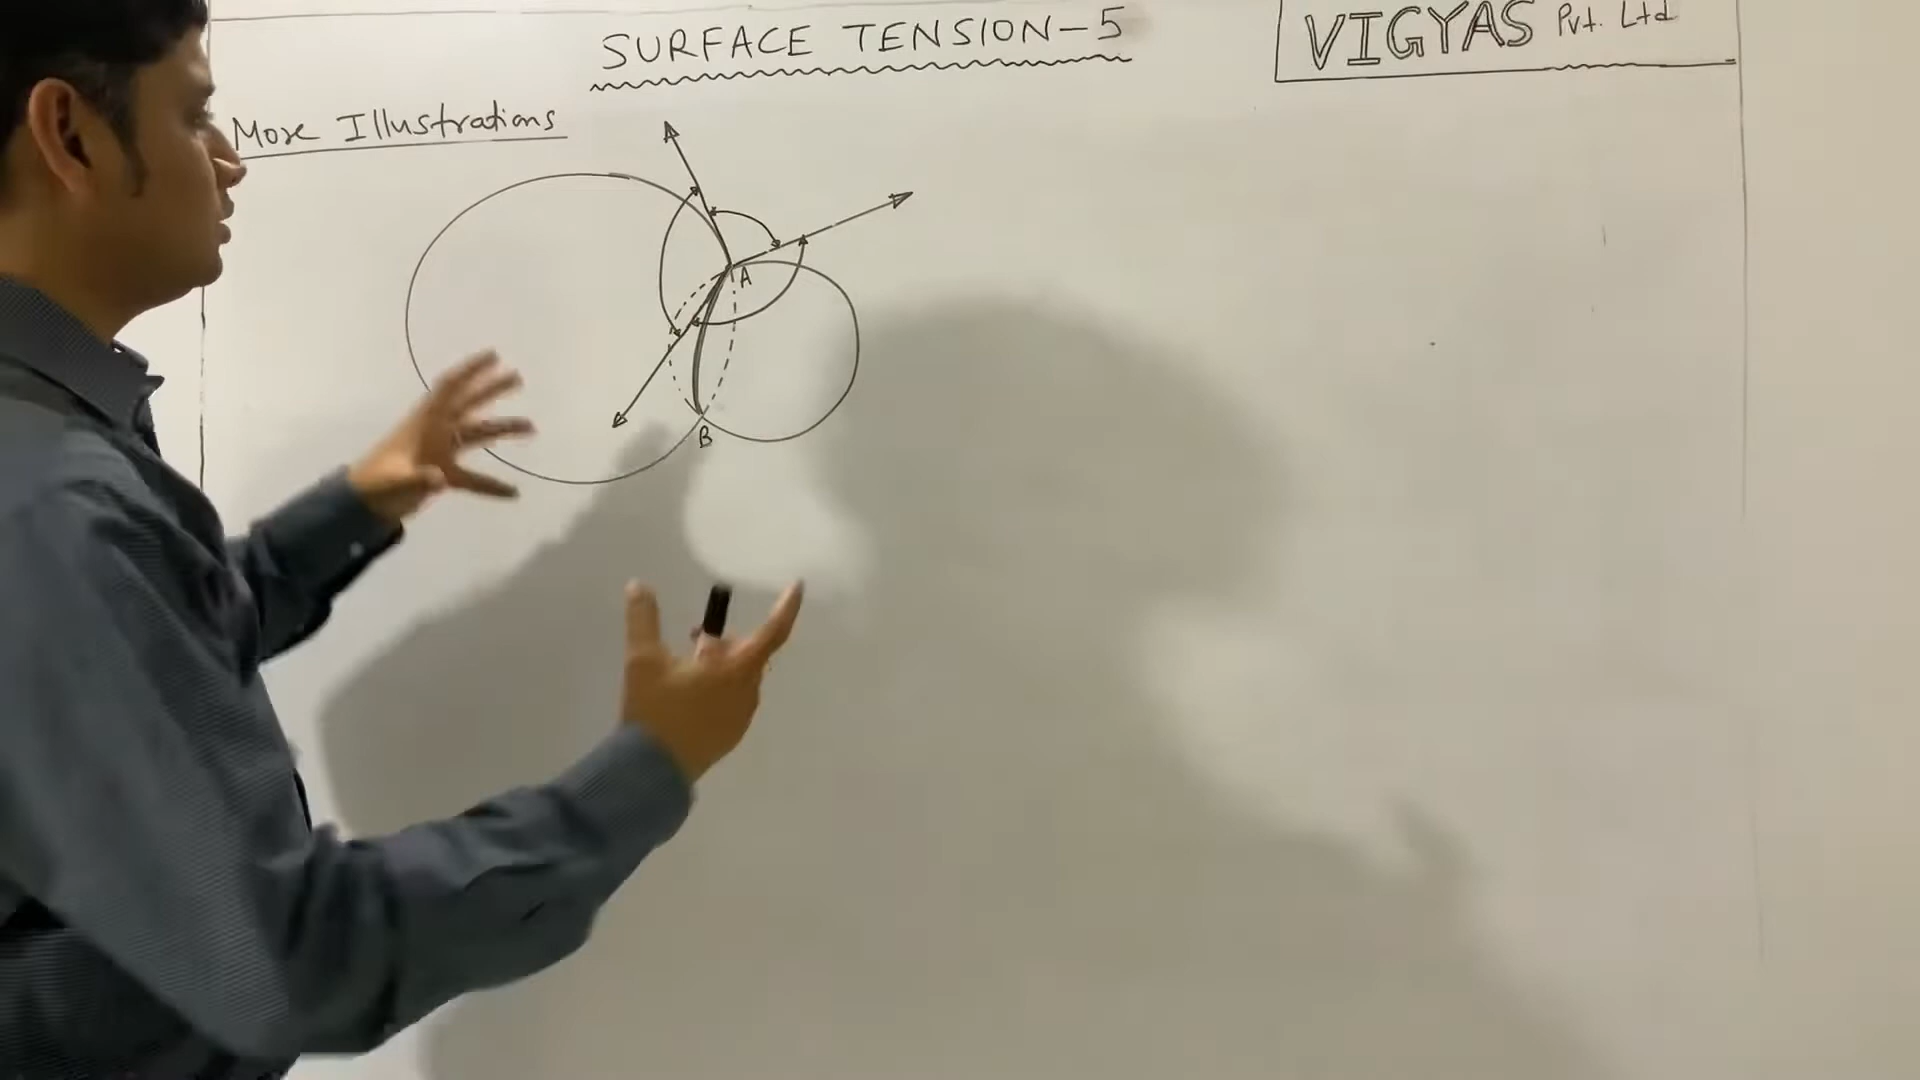 SURFACE TENSION-5
VIGYAS Pvt. Ltd
More Illustrations
A
B